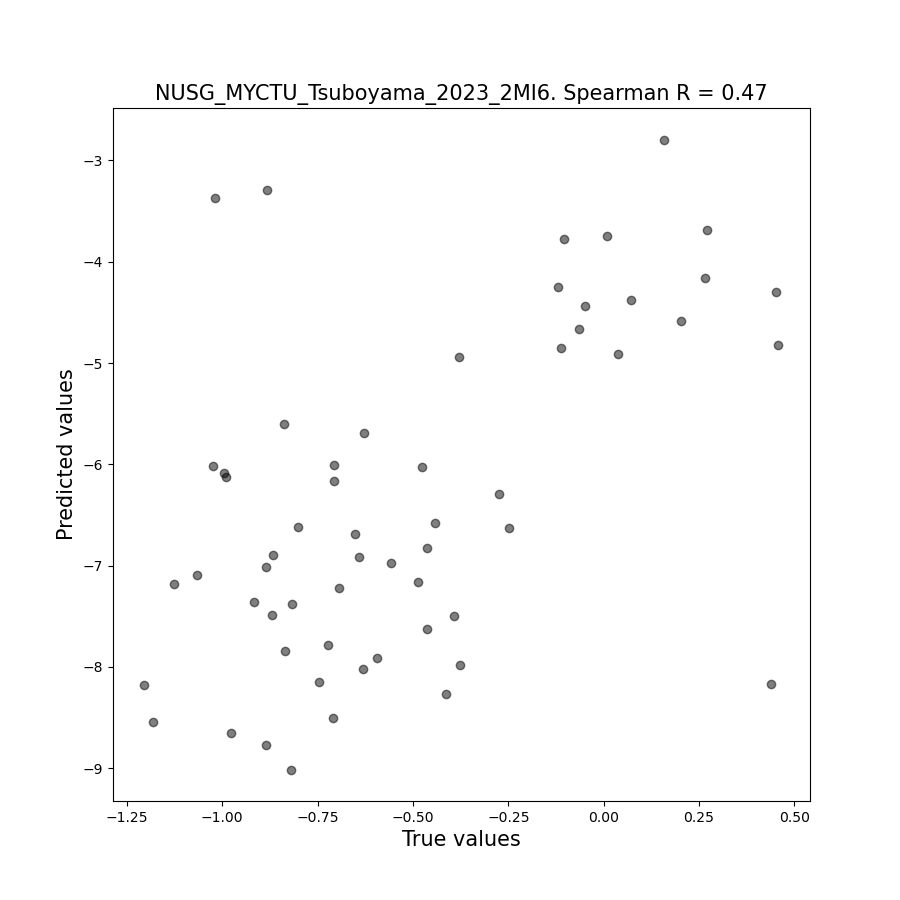 NUSG_MYCTU_Tsuboyama_2023_2MI6. Spearman R = 0.47
Predicted values
−3
−4
−5
−6
−7
−8
−9
−1.25 −1.00 −0.75 −0.50 −0.25 0.00 0.25 0.50
True values